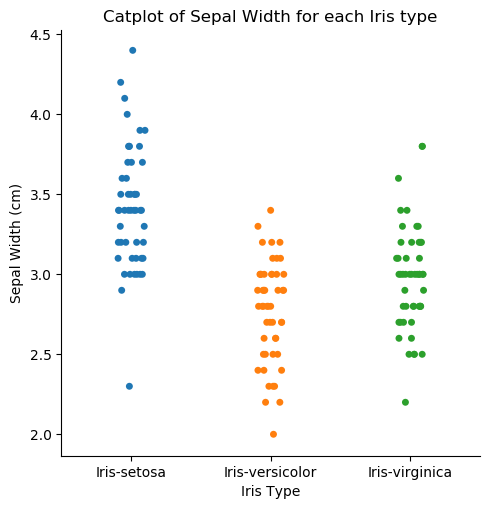 Catplot of Sepal Width for each Iris type
4.5
4.0
3.5
3.0
2.5
2.0
Sepal Width (cm)
Iris-setosa Iris-versicolor Iris-virginica
Iris Type